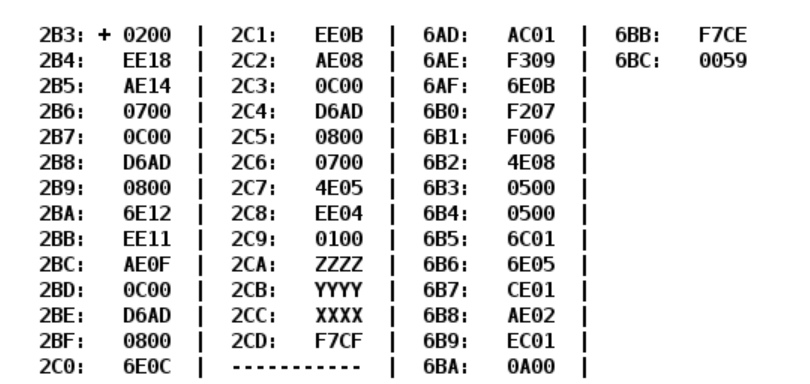 2B3: + 0200 | 2C1: EE0B | 6AD: AC01 | 6BB: F7CE
2B4: EE18 | 2C2: AE08 | 6AE: F309 | 6BC: 0059
2B5: AE14 | 2C3: 0C00 | 6AF: 6E0B |
2B6: 0700 | 2C4: D6AD | 6B0: F207 |
2B7: 0C00 | 2C5: 0800 | 6B1: F006 |
2B8: D6AD | 2C6: 0700 | 6B2: 4E08 |
2B9: 0800 | 2C7: 4E05 | 6B3: 0500 |
2BA: 6E12 | 2C8: EE04 | 6B4: 0500 |
2BB: EE11 | 2C9: 0100 | 6B5: 6C01 |
2BC: AE0F | 2CA: ZZZZ | 6B6: 6E05 |
2BD: 0C00 | 2CB: YYYY | 6B7: CE01 |
2BE: D6AD | 2CC: XXXX | 6B8: AE02 |
2BF: 0800 | 2CD: F7CF | 6B9: EC01 |
2C0: 6E0C | ----------- | 6BA: 0A00 |